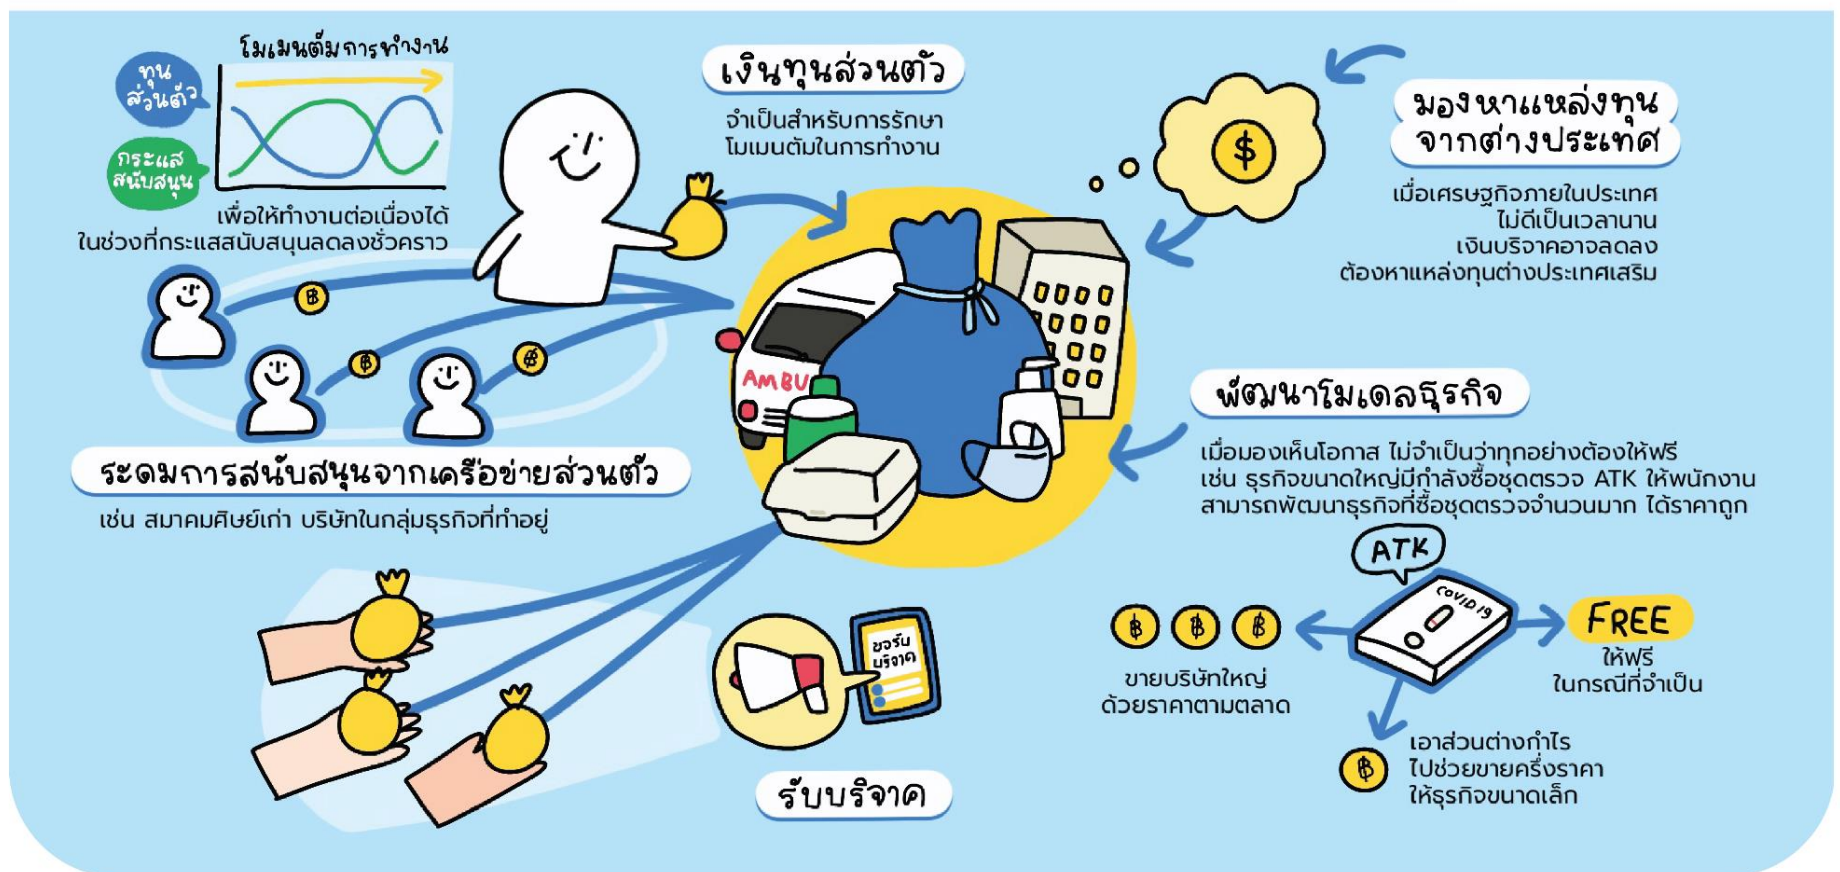 โมเมนตัมการทำงาน
ทุน
ส่วนตัว
กระแส
สนับสนุน
เพื่อให้ทำงานต่อเนื่องได้
ในช่วงที่กระแสสนับสนุนลดลงชั่วคราว
เงินทุนส่วนตัว
จำเป็นสำหรับการรักษา
โมเมนตัมในการทำงาน
$
มองหาแหล่งทุน
จากต่างประเทศ
เมื่อเศรษฐกิจภายในประเทศ
ไม่ดีเป็นเวลานาน
เงินบริจาคอาจลดลง
ต้องหาแหล่งทุนต่างประเทศเสริม
฿
฿
฿
AMBU
ระดมการสนับสนุนจากเครือข่ายส่วนตัว
เช่น สมาคมศิษย์เก่า บริษัทในกลุ่มธุรกิจที่ทำอยู่
พัฒนาโมเดลธุรกิจ
เมื่อมองเห็นโอกาส ไม่จำเป็นว่าทุกอย่างต้องให้ฟรี
เช่น ธุรกิจขนาดใหญ่มีกำลังซื้อชุดตรวจ ATK ให้พนักงาน
สามารถพัฒนาธุรกิจที่ซื้อชุดตรวจจำนวนมาก ได้ราคาถูก
ATK
COVID 19
฿ ฿ ฿
ขายบริษัทใหญ่
ด้วยราคาตามตลาด
FREE
ให้ฟรี
ในกรณีที่จำเป็น
฿
เอาส่วนต่างกำไร
ไปช่วยขายครึ่งราคา
ให้ธุรกิจขนาดเล็ก
ขอรับ
บริจาค
รับบริจาค